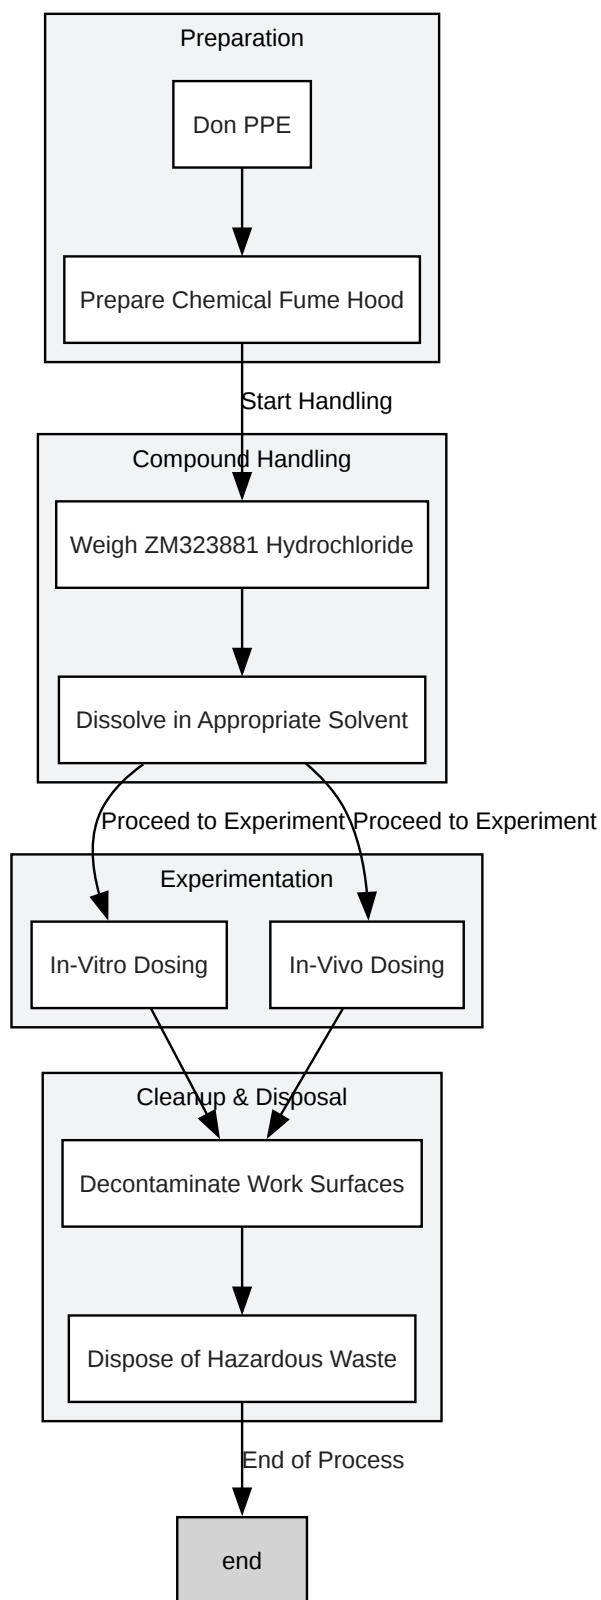 Preparation
Don PPE
Prepare Chemical Fume Hood
Start Handling
Compound Handling
Weigh ZM323881 Hydrochloride
Dissolve in Appropriate Solvent
Proceed to Experiment Proceed to Experiment
Experimentation
In-Vitro Dosing In-Vivo Dosing
Cleanup & Disposal
Decontaminate Work Surfaces
Dispose of Hazardous Waste
End of Process
end